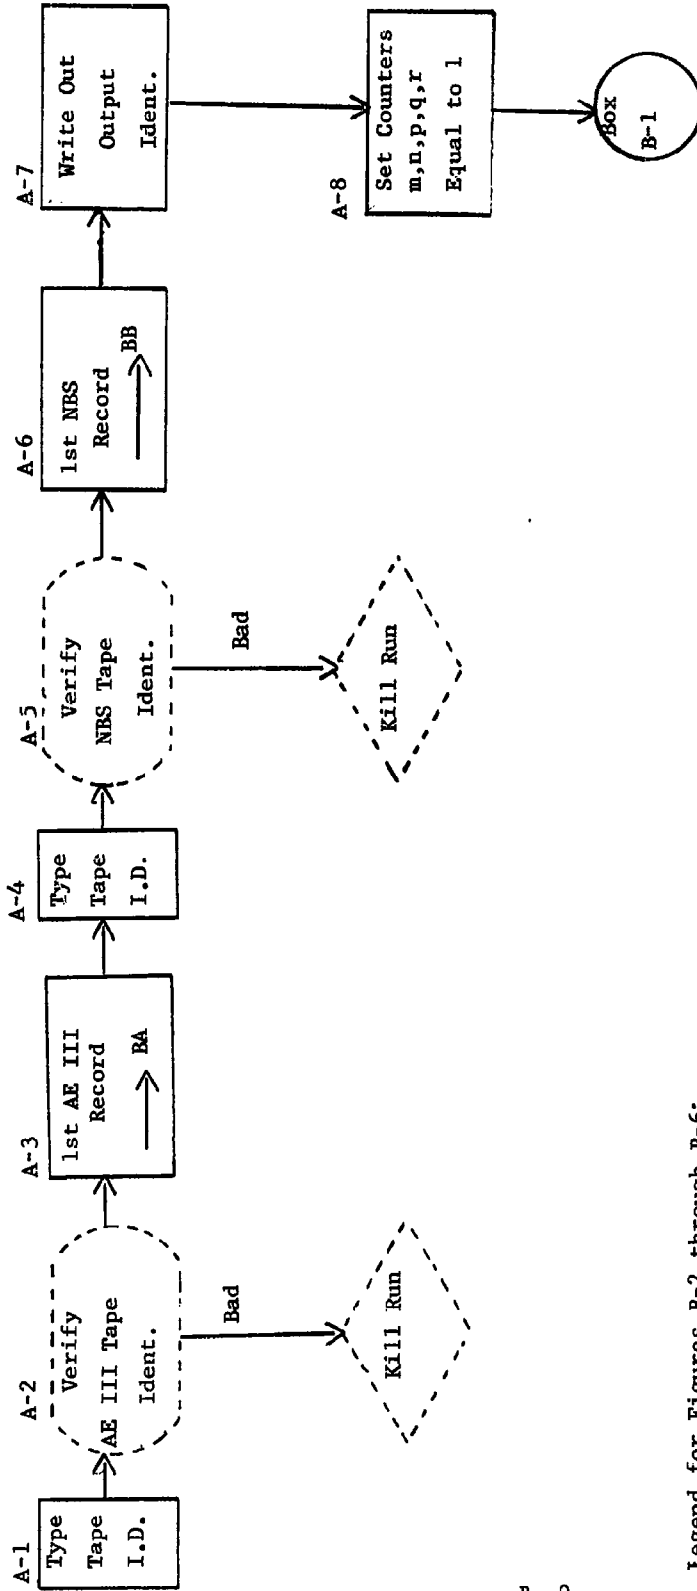 A-1
Type
Tape
I.D.
A-2
Verify
AE III Tape
Ident.
Bad
Kill Run
A-3
1st AE III
Record
BA
A-4
Type
Tape
I.D.
A-5
Verify
NBS Tape
Ident.
Bad
Kill Run
A-6
1st NBS
Record
BB
A-7
Write Out
Output
Ident.
A-8
Set Counters
m,n,p,q,r
Equal to 1
Box
B-1
Legend for Figures B-2 through B-6: